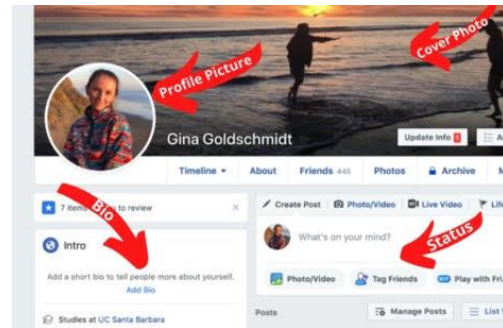 Cover Photo
Profile Picture
Gina Goldschmidt
Update Info 1
Timeline About Friends 445 Photos Archive
7 items to review
Bio
Create Post Photo/Video Live Video
Intro
What's on your mind?
Status
Add a short bio to tell people more about yourself.
Add Bio
Photo/Video Tag Friends GIF Play with Fri
Studies at UC Santa Barbara
Posts Manage Posts List